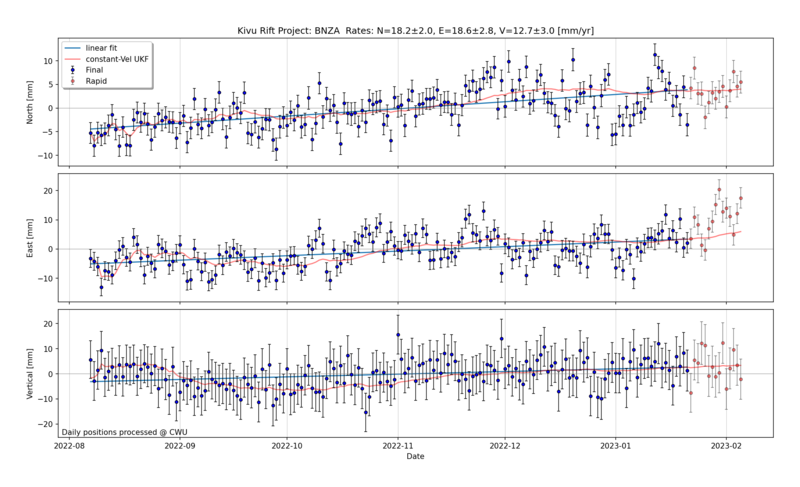 Kivu Rift Project: BNZA Rates: N=18.2±2.0, E=18.6±2.8, V=12.7±3.0 [mm/yr]
linear fit
constant-Vel UKF
Final
Rapid
10
5
0
−5
−10
North [mm]
20
10
0
−10
East [mm]
20
10
0
−10
−20
Vertical [mm]
Daily positions processed @ CWU
2022-08 2022-09 2022-10 2022-11 2022-12 2023-01 2023-02
Date